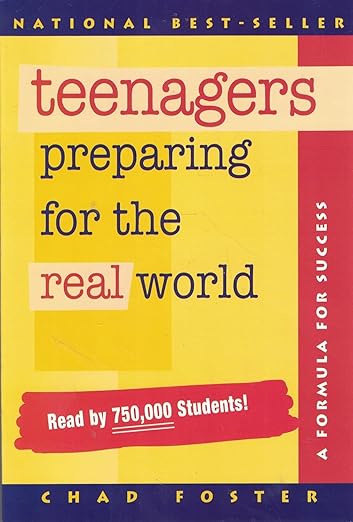 NATIONAL BEST-SELLER
teenagers
preparing
for the
real world
A FORMULA FOR SUCCESS
Read by 750,000 Students!
CHAD FOSTER